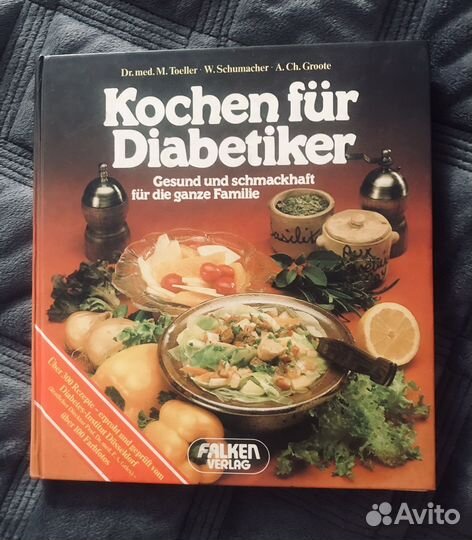 Dr. med. M. Toeller · W. Schumacher · A. Ch. Groote
Kochen für
Diabetiker
Gesund und schmackhaft
für die ganze Familie
Basilik
Über 300 Rezepte – erprobt und geprüft vom
Diabetes-Institut Düsseldorf
über 100 Farbfotos
FALKEN
VERLAG
Avito